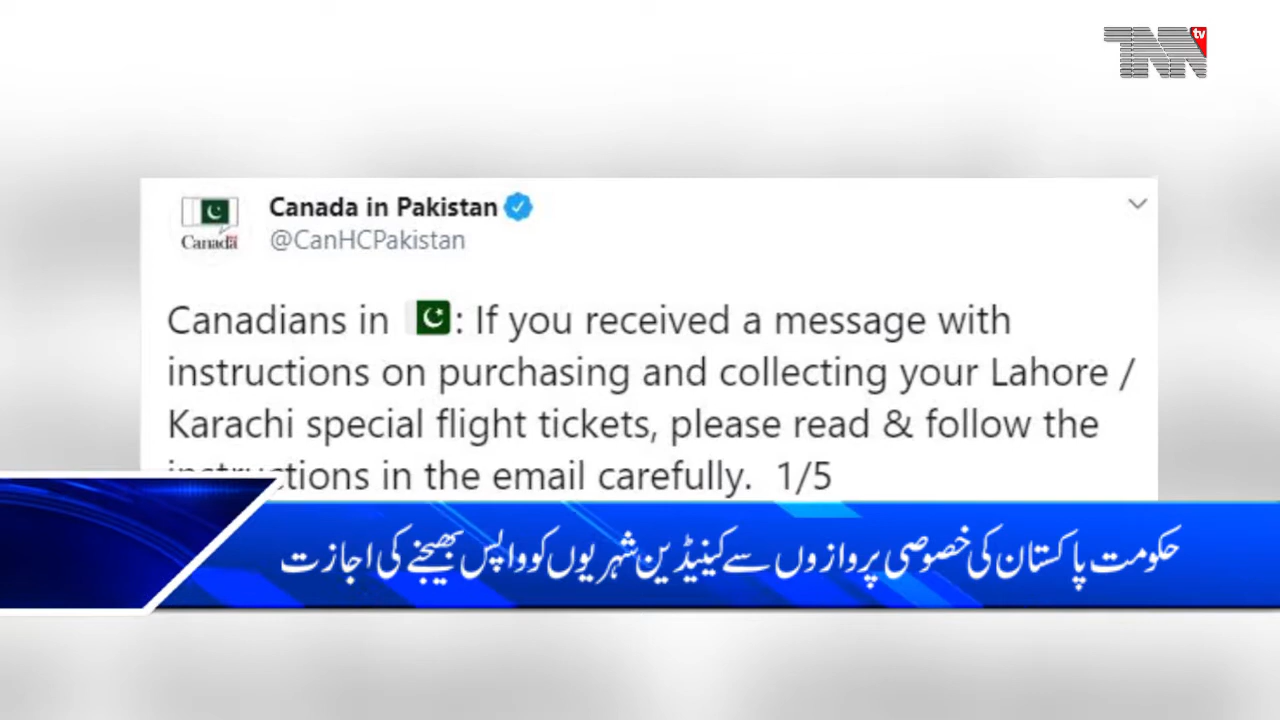 TNN tv
Canada in Pakistan
@CanHCPakistan
Canada
Canadians in 🇵🇰: If you received a message with
instructions on purchasing and collecting your Lahore /
Karachi special flight tickets, please read & follow the
instructions in the email carefully. 1/5
حکومت پاکستان کی خصوصی پروازوں سے کینیڈین شہریوں کو واپس بھیجنے کی اجازت